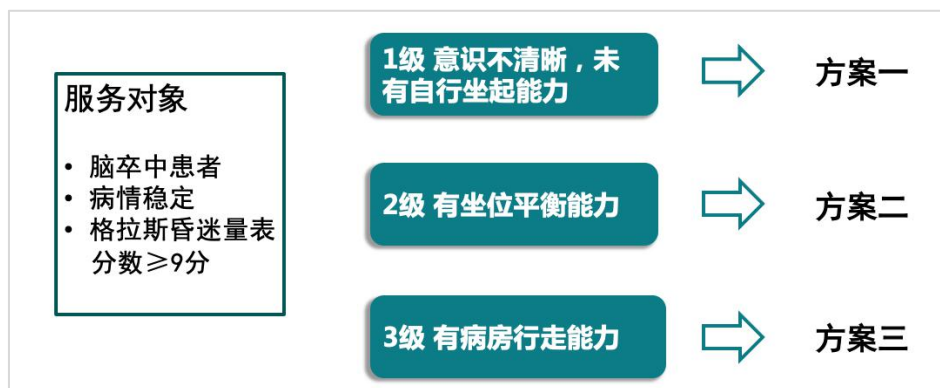 服务对象
• 脑卒中患者
• 病情稳定
• 格拉斯昏迷量表
分数≥9分
1级 意识不清晰，未
有自行坐起能力
方案一
2级 有坐位平衡能力
方案二
3级 有病房行走能力
方案三